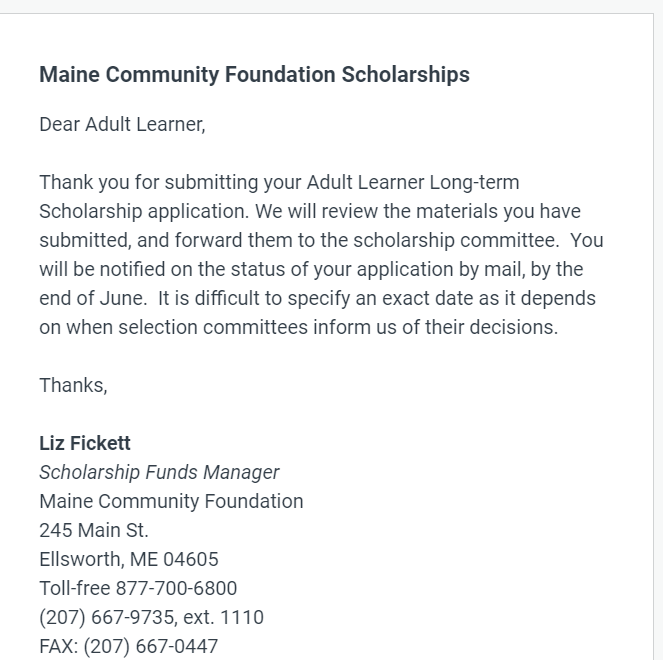 Maine Community Foundation Scholarships
Dear Adult Learner,
Thank you for submitting your Adult Learner Long-term
Scholarship application. We will review the materials you have
submitted, and forward them to the scholarship committee.  You
will be notified on the status of your application by mail, by the
end of June.  It is difficult to specify an exact date as it depends
on when selection committees inform us of their decisions.
Thanks,
Liz Fickett
Scholarship Funds Manager
Maine Community Foundation
245 Main St.
Ellsworth, ME 04605
Toll-free 877-700-6800
(207) 667-9735, ext. 1110
FAX: (207) 667-0447